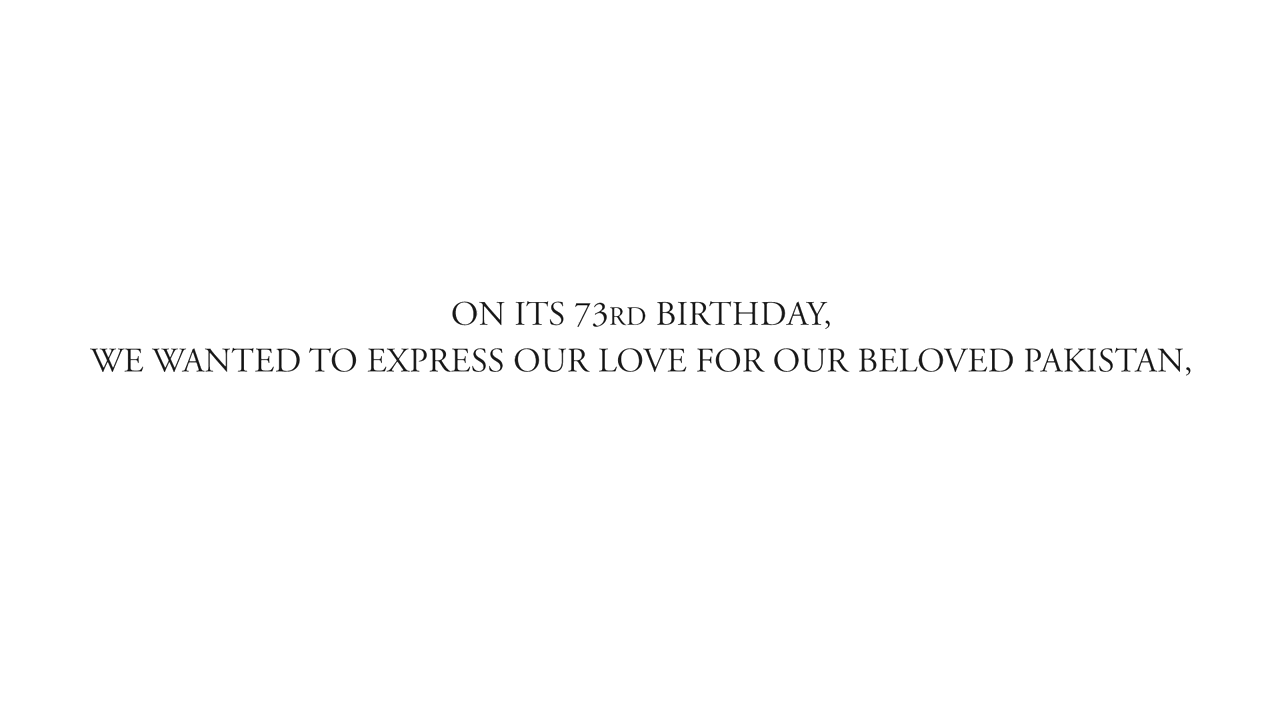 ON ITS 73RD BIRTHDAY,
WE WANTED TO EXPRESS OUR LOVE FOR OUR BELOVED PAKISTAN,